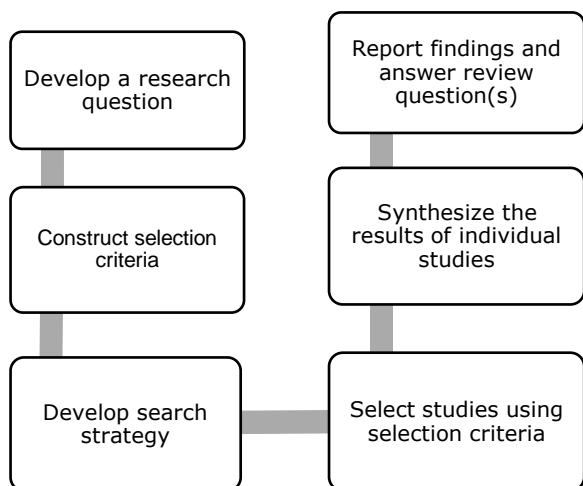 Develop a research
question
Construct selection
criteria
Develop search
strategy
Select studies using
selection criteria
Synthesize the
results of individual
studies
Report findings and
answer review
question(s)